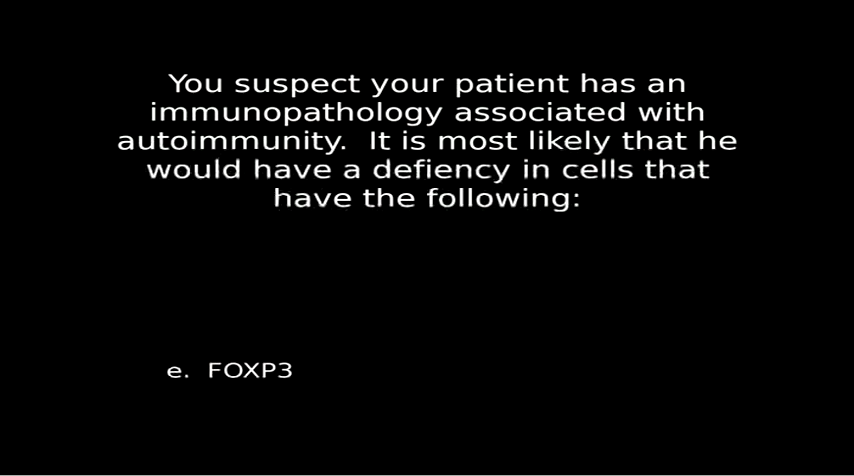 You suspect your patient has an
immunopathology associated with
autoimmunity.  It is most likely that he
would have a defiency in cells that
have the following:
e.  FOXP3